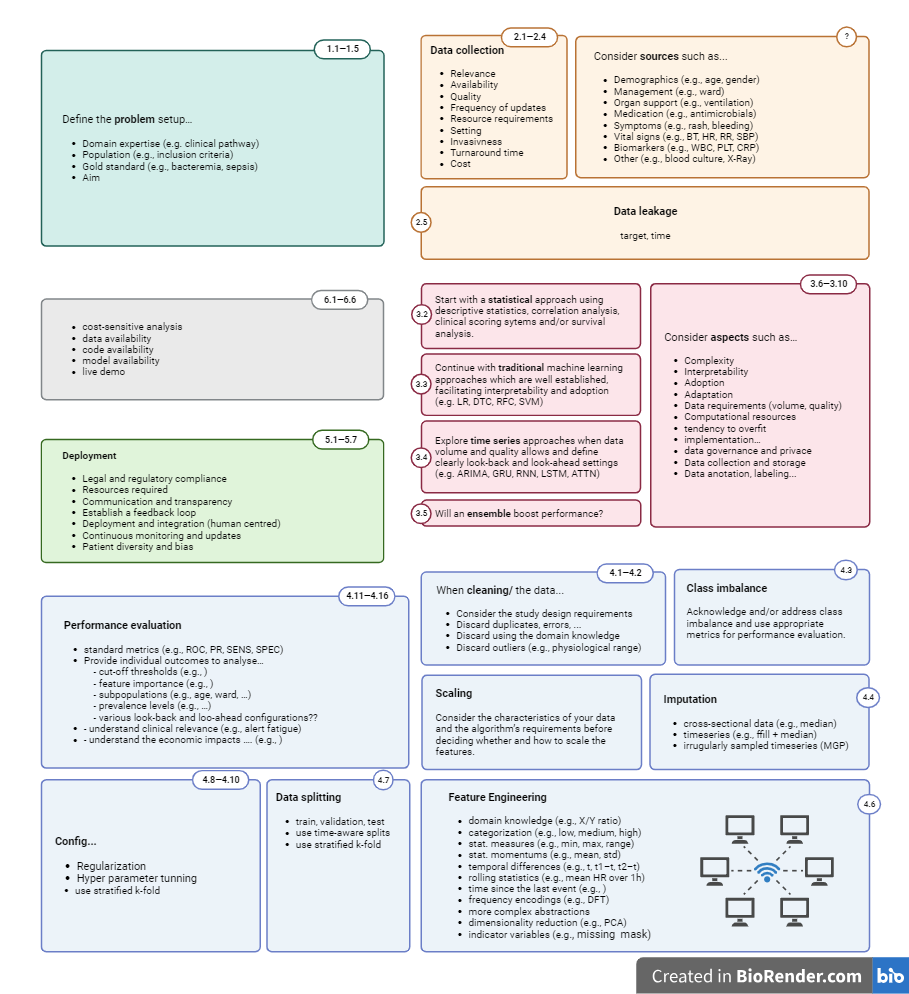 1.1–1.5
Define the problem setup...
• Domain expertise (e.g. clinical pathway)
• Population (e.g., inclusion criteria)
• Gold standard (e.g., bacteremia, sepsis)
• Aim
2.1–2.4
Data collection
• Relevance
• Availability
• Quality
• Frequency of updates
• Resource requirements
• Setting
• Invasivness
• Turnaround time
• Cost
?
Consider sources such as...
• Demographics (e.g., age, gender)
• Management (e.g., ward)
• Organ support (e.g., ventilation)
• Medication (e.g., antimicrobials)
• Symptoms (e.g., rash, bleeding)
• Vital signs (e.g., BT, HR, RR, SBP)
• Biomarkers (e.g., WBC, PLT, CRP)
• Other (e.g., blood culture, X-Ray)
2.5
Data leakage
target, time
6.1–6.6
• cost-sensitive analysis
• data availability
• code availability
• model availability
• live demo
3.2
Start with a statistical approach using
descriptive statistics, correlation analysis,
clinical scoring sytems and/or survival
analysis.
3.3
Continue with traditional machine learning
approaches which are well established,
facilitating interpretability and adoption
(e.g. LR, DTC, RFC, SVM)
3.4
Explore time series approaches when data
volume and quality allows and define
clearly look-back and look-ahead settings
(e.g. ARIMA, GRU, RNN, LSTM, ATTN)
3.5
Will an ensemble boost performance?
3.6–3.10
Consider aspects such as...
• Complexity
• Interpretability
• Adoption
• Adaptation
• Data requirements (volume, quality)
• Computational resources
• tendency to overfit
• implementation...
• data governance and privace
• Data collection and storage
• Data anotation, labeling...
5.1–5.7
Deployment
• Legal and regulatory compliance
• Resources required
• Communication and transparency
• Establish a feedback loop
• Deployment and integration (human centred)
• Continuous monitoring and updates
• Patient diversity and bias
4.1–4.2
When cleaning/ the data...
• Consider the study design requirements
• Discard duplicates, errors, ...
• Discard using the domain knowledge
• Discard outliers (e.g., physiological range)
4.3
Class imbalance
Acknowledge and/or address class
imbalance and use appropriate
metrics for performance evaluation.
4.11–4.16
Performance evaluation
• standard metrics (e.g., ROC, PR, SENS, SPEC)
• Provide individual outcomes to analyse...
- cut-off thresholds (e.g., )
- feature importance (e.g., )
- subpopulations (e.g., age, ward, ...)
- prevalence levels (e.g., ...)
- various look-back and loo-ahead configurations??
• - understand clinical relevance (e.g., alert fatigue)
• - understand the economic impacts .... (e.g., )
Scaling
Consider the characteristics of your data
and the algorithm's requirements before
deciding whether and how to scale the
features.
4.4
Imputation
• cross-sectional data (e.g., median)
• timeseries (e.g., ffill + median)
• irrugularly sampled timeseries (MGP)
4.8–4.10
Config...
• Regularization
• Hyper parameter tunning
• use stratified k-fold
4.7
Data splitting
• train, validation, test
• use time-aware splits
• use stratified k-fold
4.6
Feature Engineering
• domain knowledge (e.g., X/Y ratio)
• categorization (e.g., low, medium, high)
• stat. measures (e.g., min, max, range)
• stat. momentums (e.g., mean, std)
• temporal differences (e.g., t, t1–t, t2–t)
• rolling statistics (e.g., mean HR over 1h)
• time since the last event (e.g., )
• frequency encodings (e.g., DFT)
• more complex abstractions
• dimensionality reduction (e.g., PCA)
• indicator variables (e.g., missing mask)
Created in BioRender.com bio